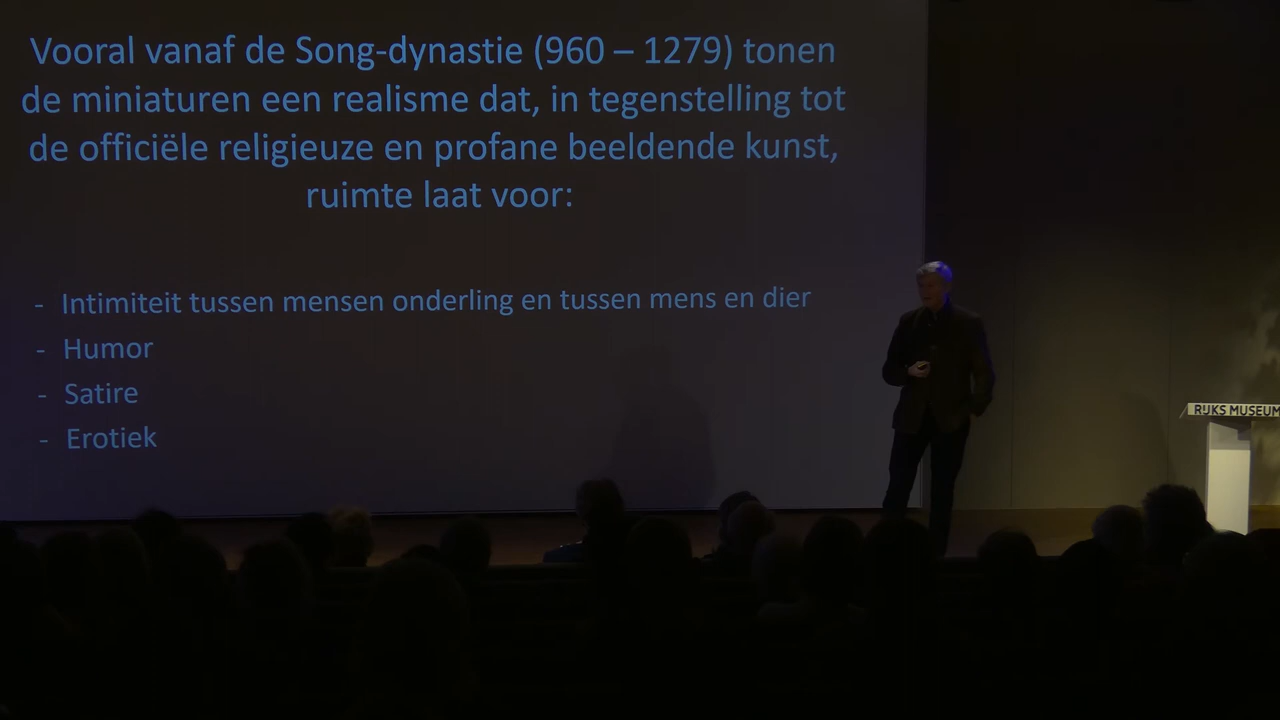 Vooral vanaf de Song-dynastie (960 – 1279) tonen
de miniaturen een realisme dat, in tegenstelling tot
de officiële religieuze en profane beeldende kunst,
ruimte laat voor:
- Intimiteit tussen mensen onderling en tussen mens en dier
- Humor
- Satire
- Erotiek
RIJKS MUSEUM